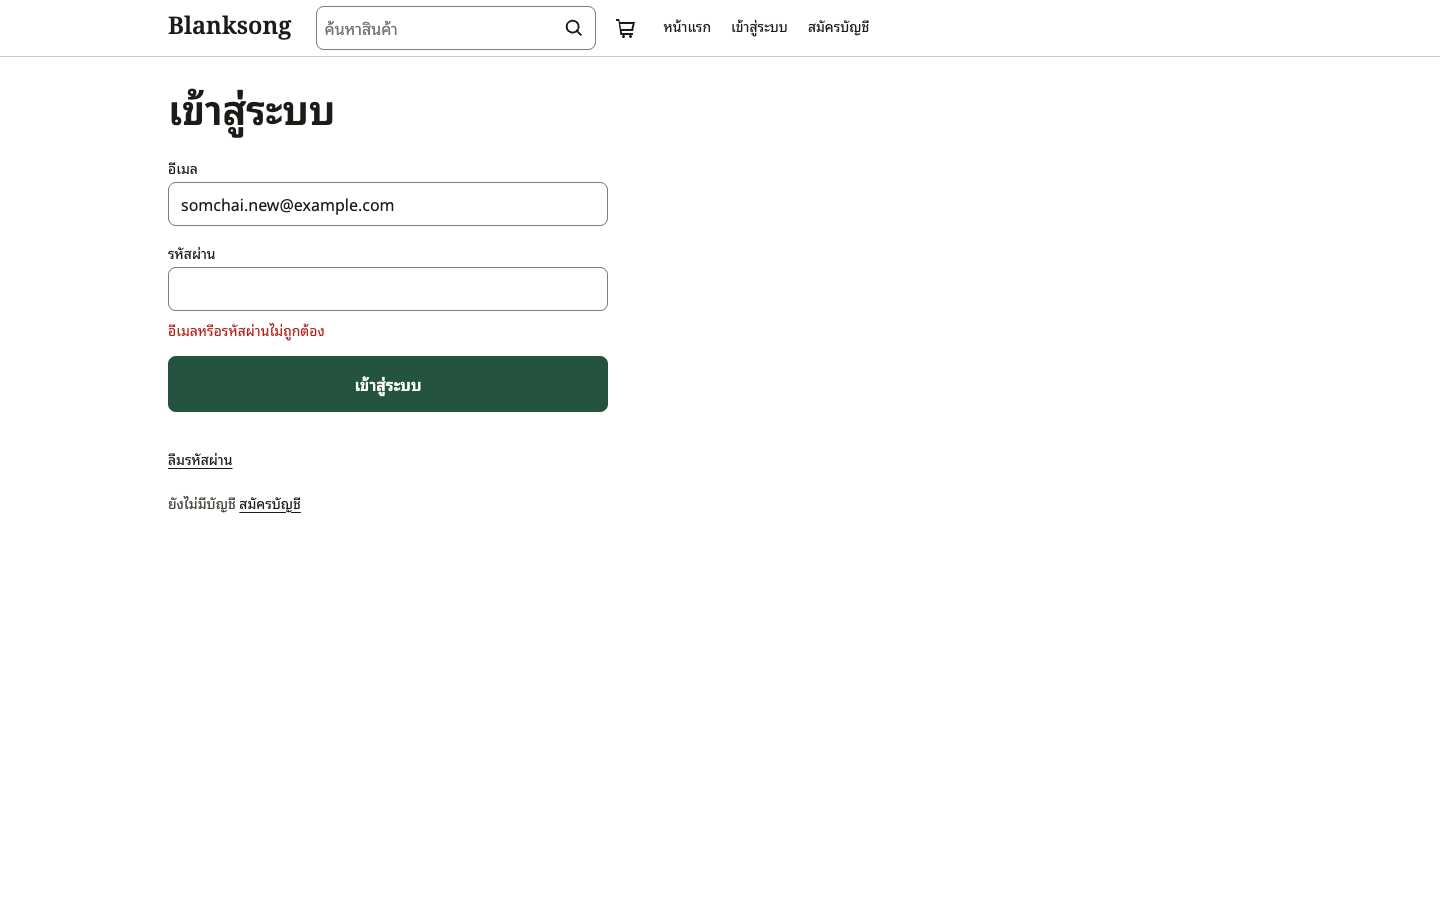 Blanksong
ค้นหาสินค้า
หน้าแรก
เข้าสู่ระบบ
สมัครบัญชี
เข้าสู่ระบบ
อีเมล
somchai.new@example.com
รหัสผ่าน
อีเมลหรือรหัสผ่านไม่ถูกต้อง
เข้าสู่ระบบ
ลืมรหัสผ่าน
ยังไม่มีบัญชี สมัครบัญชี